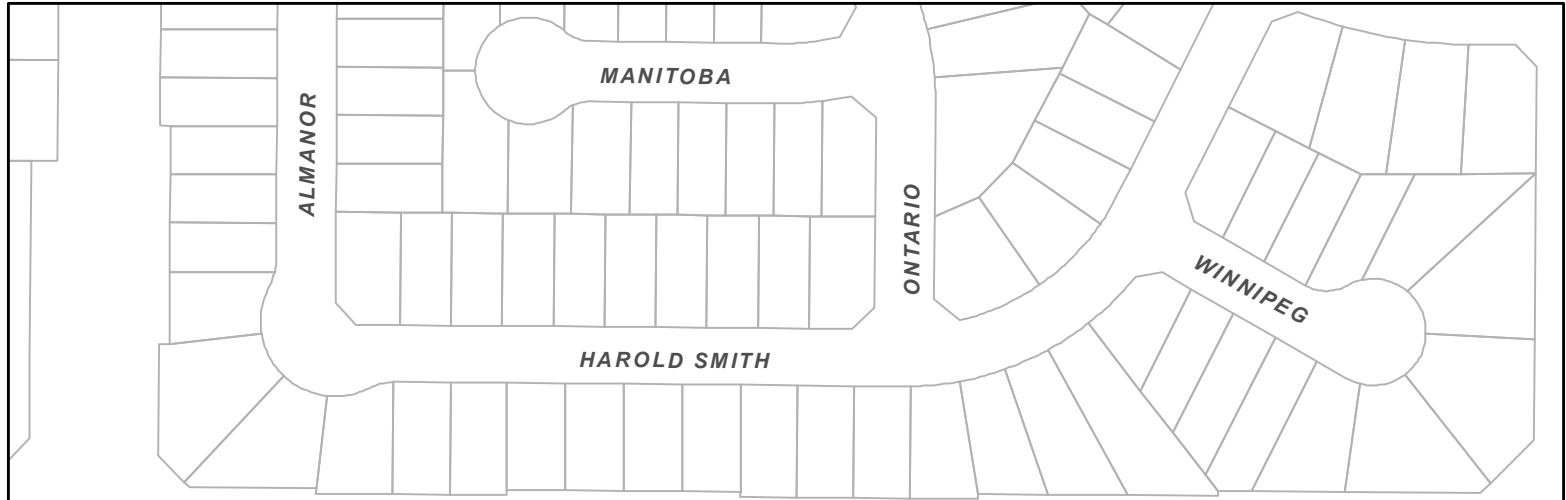 MANITOBA
ALMANOR
ONTARIO
WINNIPEG
HAROLD SMITH